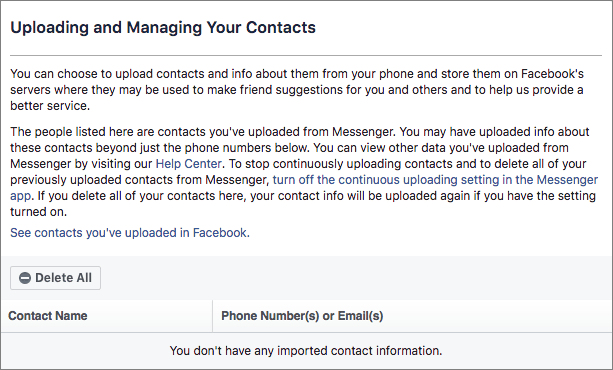 Uploading and Managing Your Contacts
You can choose to upload contacts and info about them from your phone and store them on Facebook's
servers where they may be used to make friend suggestions for you and others and to help us provide a
better service.
The people listed here are contacts you've uploaded from Messenger. You may have uploaded info about
these contacts beyond just the phone numbers below. You can view other data you've uploaded from
Messenger by visiting our Help Center. To stop continuously uploading contacts and to delete all of your
previously uploaded contacts from Messenger, turn off the continuous uploading setting in the Messenger
app. If you delete all of your contacts here, your contact info will be uploaded again if you have the setting
turned on.
See contacts you've uploaded in Facebook.
Delete All
Contact Name Phone Number(s) or Email(s)
You don't have any imported contact information.